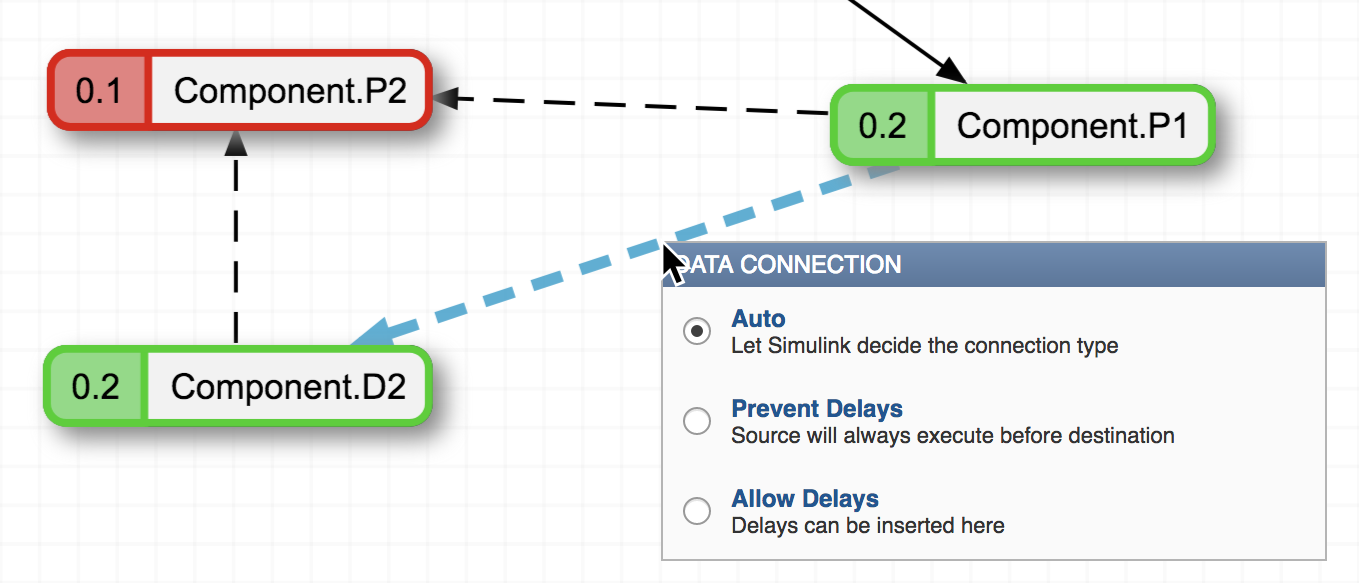 0.1 Component.P2
0.2 Component.P1
DATA CONNECTION
Auto
Let Simulink decide the connection type
0.2 Component.D2
Prevent Delays
Source will always execute before destination
Allow Delays
Delays can be inserted here